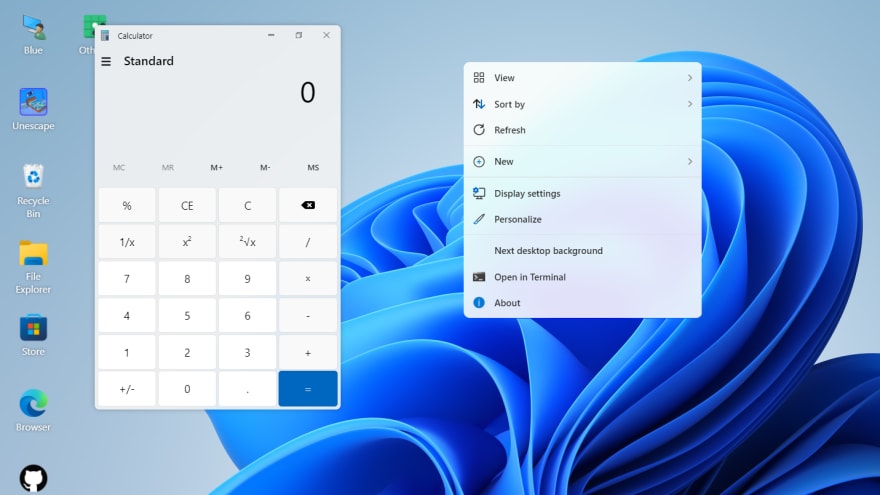 Blue
Oth
Unescape
Recycle
Bin
File
Explorer
Store
Browser
Calculator
Standard
0
MC MR M+ M- MS
% CE C
1/x x² ²√x /
7 8 9 x
4 5 6 -
1 2 3 +
+/- 0 . =
View
Sort by
Refresh
New
Display settings
Personalize
Next desktop background
Open in Terminal
About